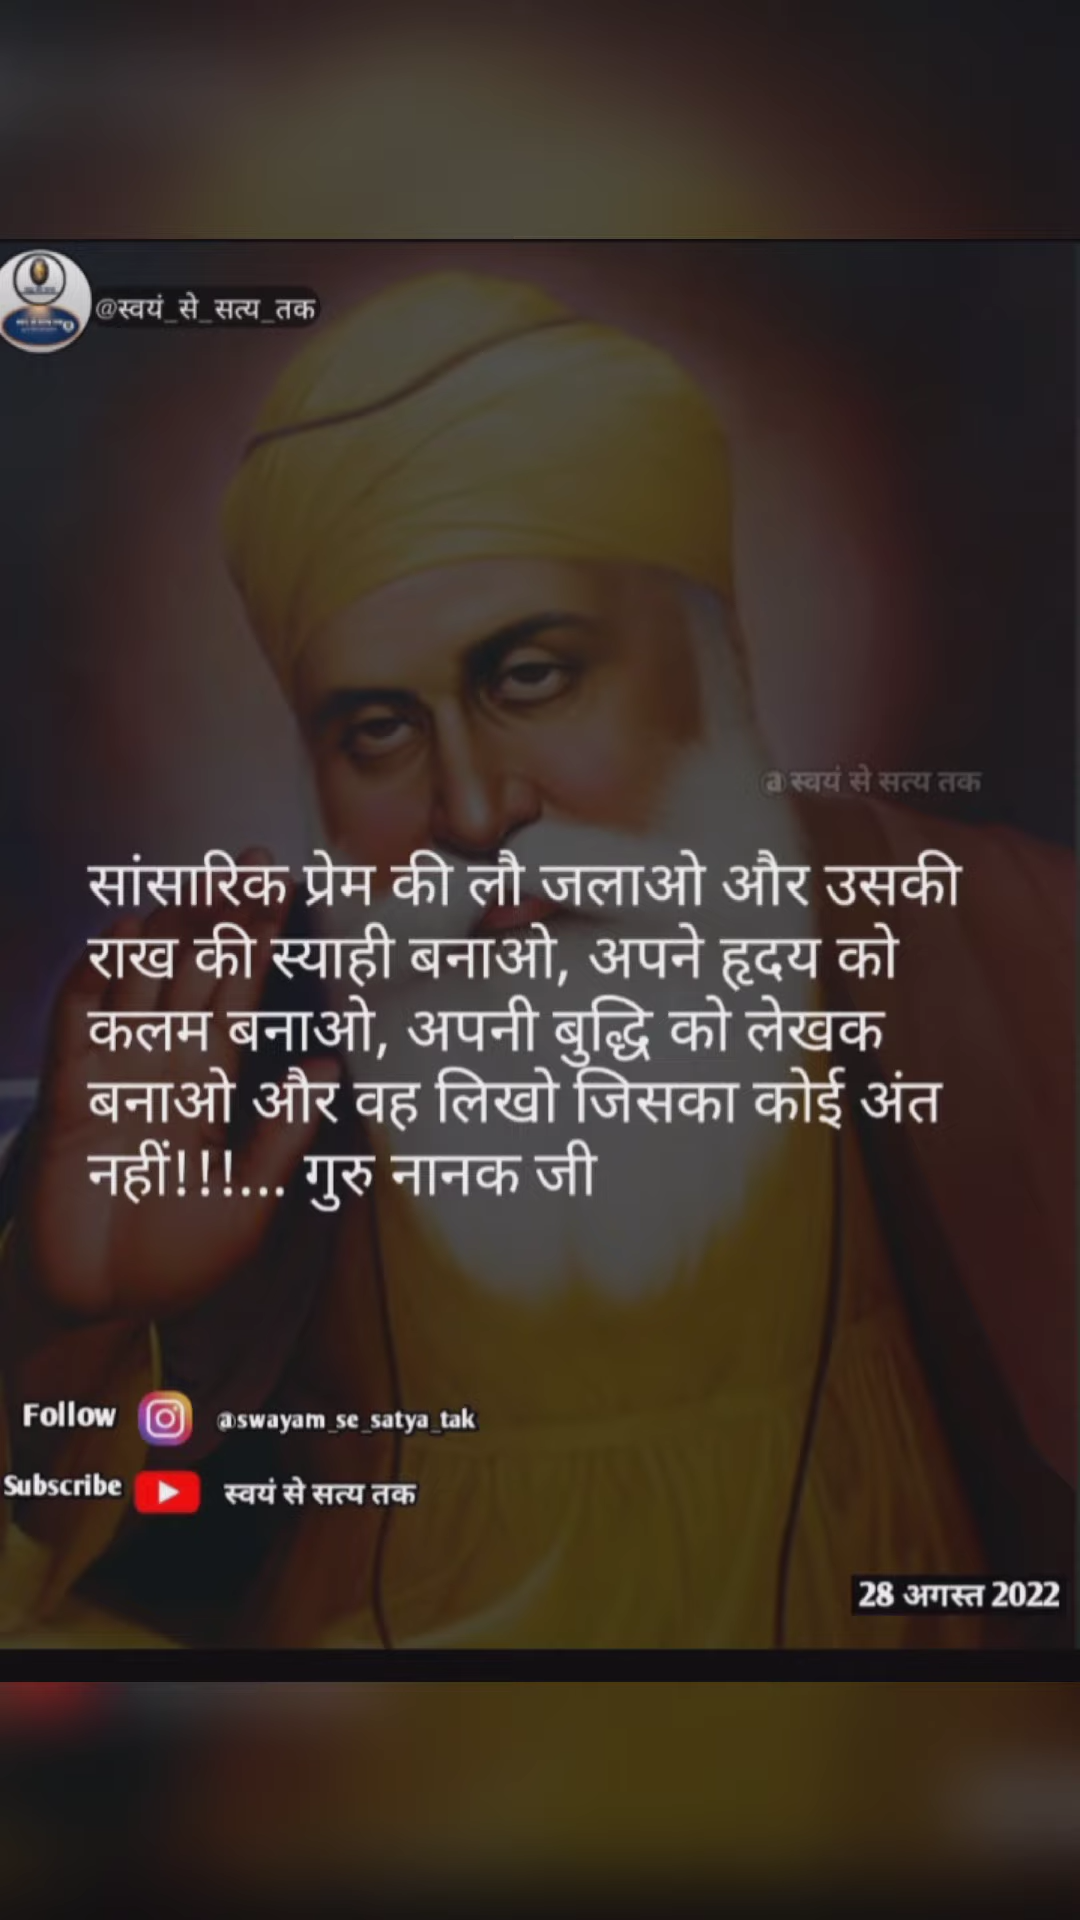 @स्वयं_से_सत्य_तक
@स्वयं से सत्य तक
सांसारिक प्रेम की लौ जलाओ और उसकी
राख की स्याही बनाओ, अपने हृदय को
कलम बनाओ, अपनी बुद्धि को लेखक
बनाओ और वह लिखो जिसका कोई अंत
नहीं!!!... गुरु नानक जी
Follow @swayam_se_satya_tak
Subscribe स्वयं से सत्य तक
28 अगस्त 2022